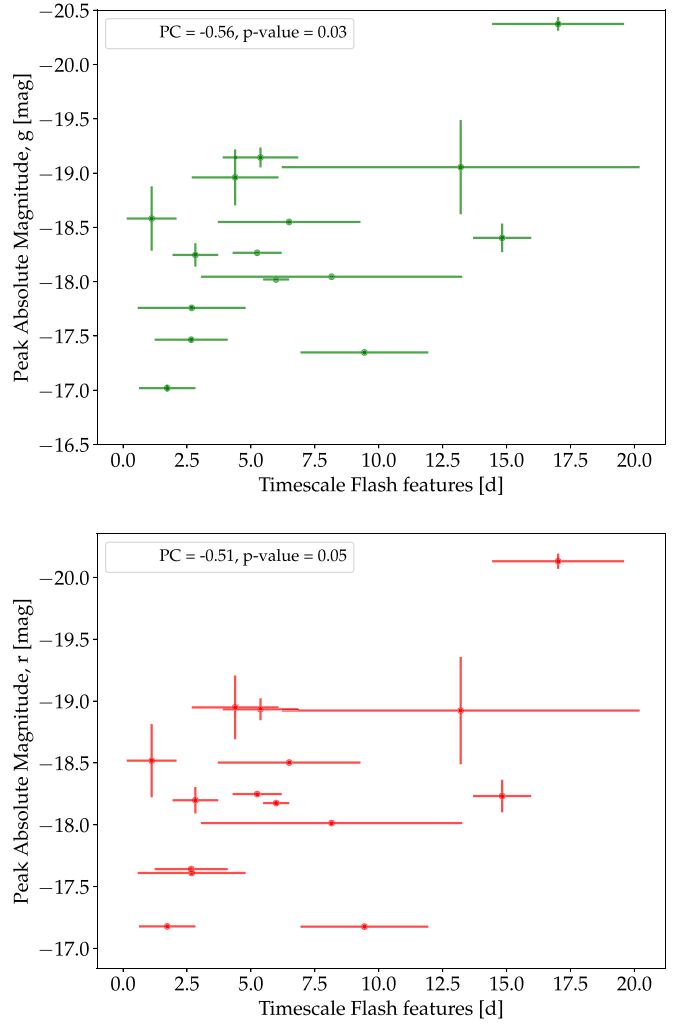 PC = -0.56, p-value = 0.03
−20.5
−20.0
−19.5
−19.0
−18.5
−18.0
−17.5
−17.0
−16.5
Peak Absolute Magnitude, g [mag]
0.0 2.5 5.0 7.5 10.0 12.5 15.0 17.5 20.0
Timescale Flash features [d]
PC = -0.51, p-value = 0.05
−20.0
−19.5
−19.0
−18.5
−18.0
−17.5
−17.0
Peak Absolute Magnitude, r [mag]
0.0 2.5 5.0 7.5 10.0 12.5 15.0 17.5 20.0
Timescale Flash features [d]